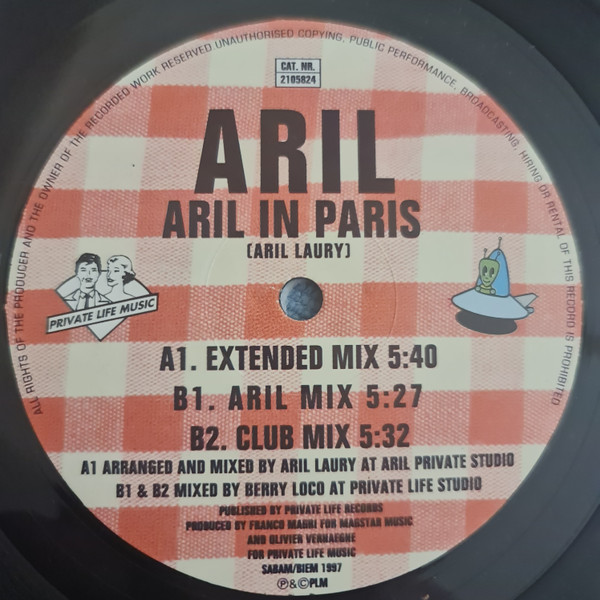 ALL RIGHTS OF THE PRODUCER AND THE OWNER OF THE RECORDED WORK RESERVED UNAUTHORISED COPYING, PUBLIC PERFORMANCE, BROADCASTING, HIRING OR RENTAL OF THIS RECORD IS PROHIBITED
CAT. NR.
2105824
ARIL
ARIL IN PARIS
(ARIL LAURY)
PRIVATE LIFE MUSIC
A1. EXTENDED MIX 5:40
B1. ARIL MIX 5:27
B2. CLUB MIX 5:32
A1 ARRANGED AND MIXED BY ARIL LAURY AT ARIL PRIVATE STUDIO
B1 & B2 MIXED BY BERRY LOCO AT PRIVATE LIFE STUDIO
PUBLISHED BY PRIVATE LIFE RECORDS
PRODUCED BY FRANCO MAGRI FOR MAGSTAR MUSIC
AND OLIVIER VERHAEGHE
FOR PRIVATE LIFE MUSIC
SABAM/BIEM 1997
Ⓟ&ⒸPLM